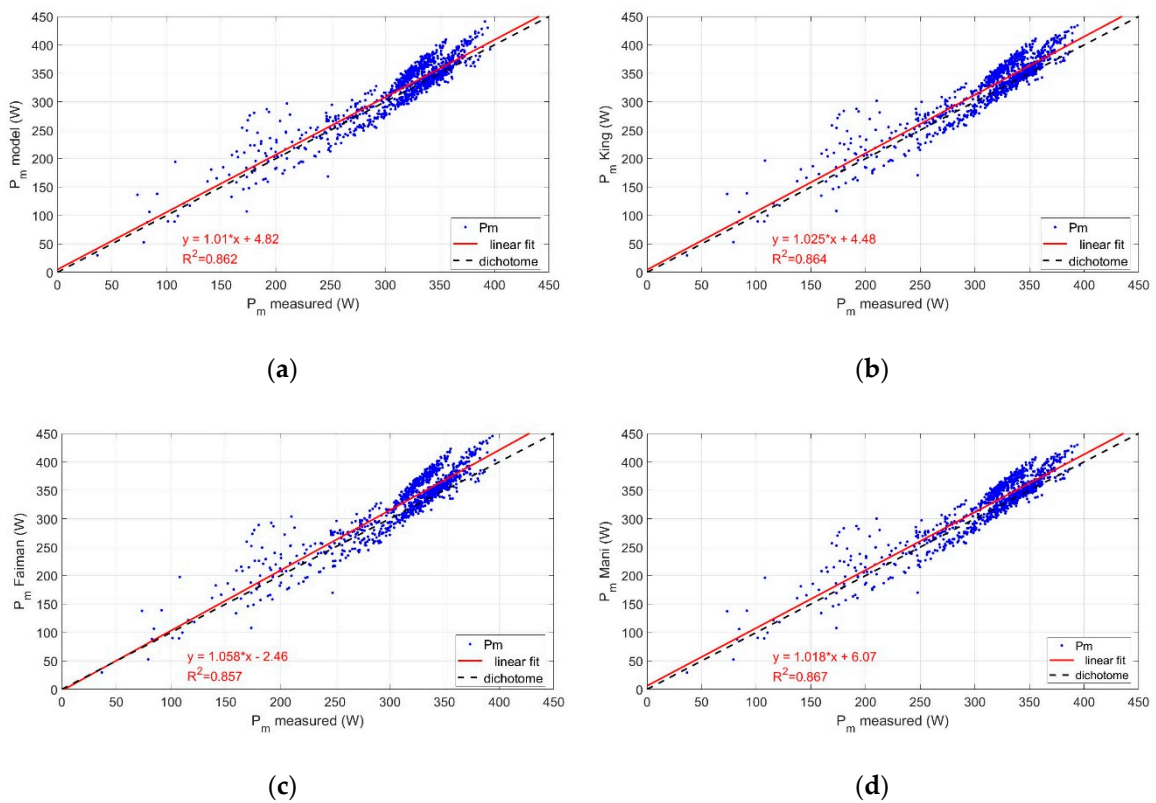 450
400
350
300
250
200
150
100
50
0
P_m model (W)
y = 1.01*x + 4.82
R^2=0.862
Pm
linear fit
dichotome
0 50 100 150 200 250 300 350 400 450
P_m measured (W)
(a)
450
400
350
300
250
200
150
100
50
0
P_m King (W)
y = 1.025*x + 4.48
R^2=0.864
Pm
linear fit
dichotome
0 50 100 150 200 250 300 350 400 450
P_m measured (W)
(b)
450
400
350
300
250
200
150
100
50
0
P_m Faiman (W)
y = 1.058*x - 2.46
R^2=0.857
Pm
linear fit
dichotome
0 50 100 150 200 250 300 350 400 450
P_m measured (W)
(c)
450
400
350
300
250
200
150
100
50
0
P_m Mani (W)
y = 1.018*x + 6.07
R^2=0.867
Pm
linear fit
dichotome
0 50 100 150 200 250 300 350 400 450
P_m measured (W)
(d)